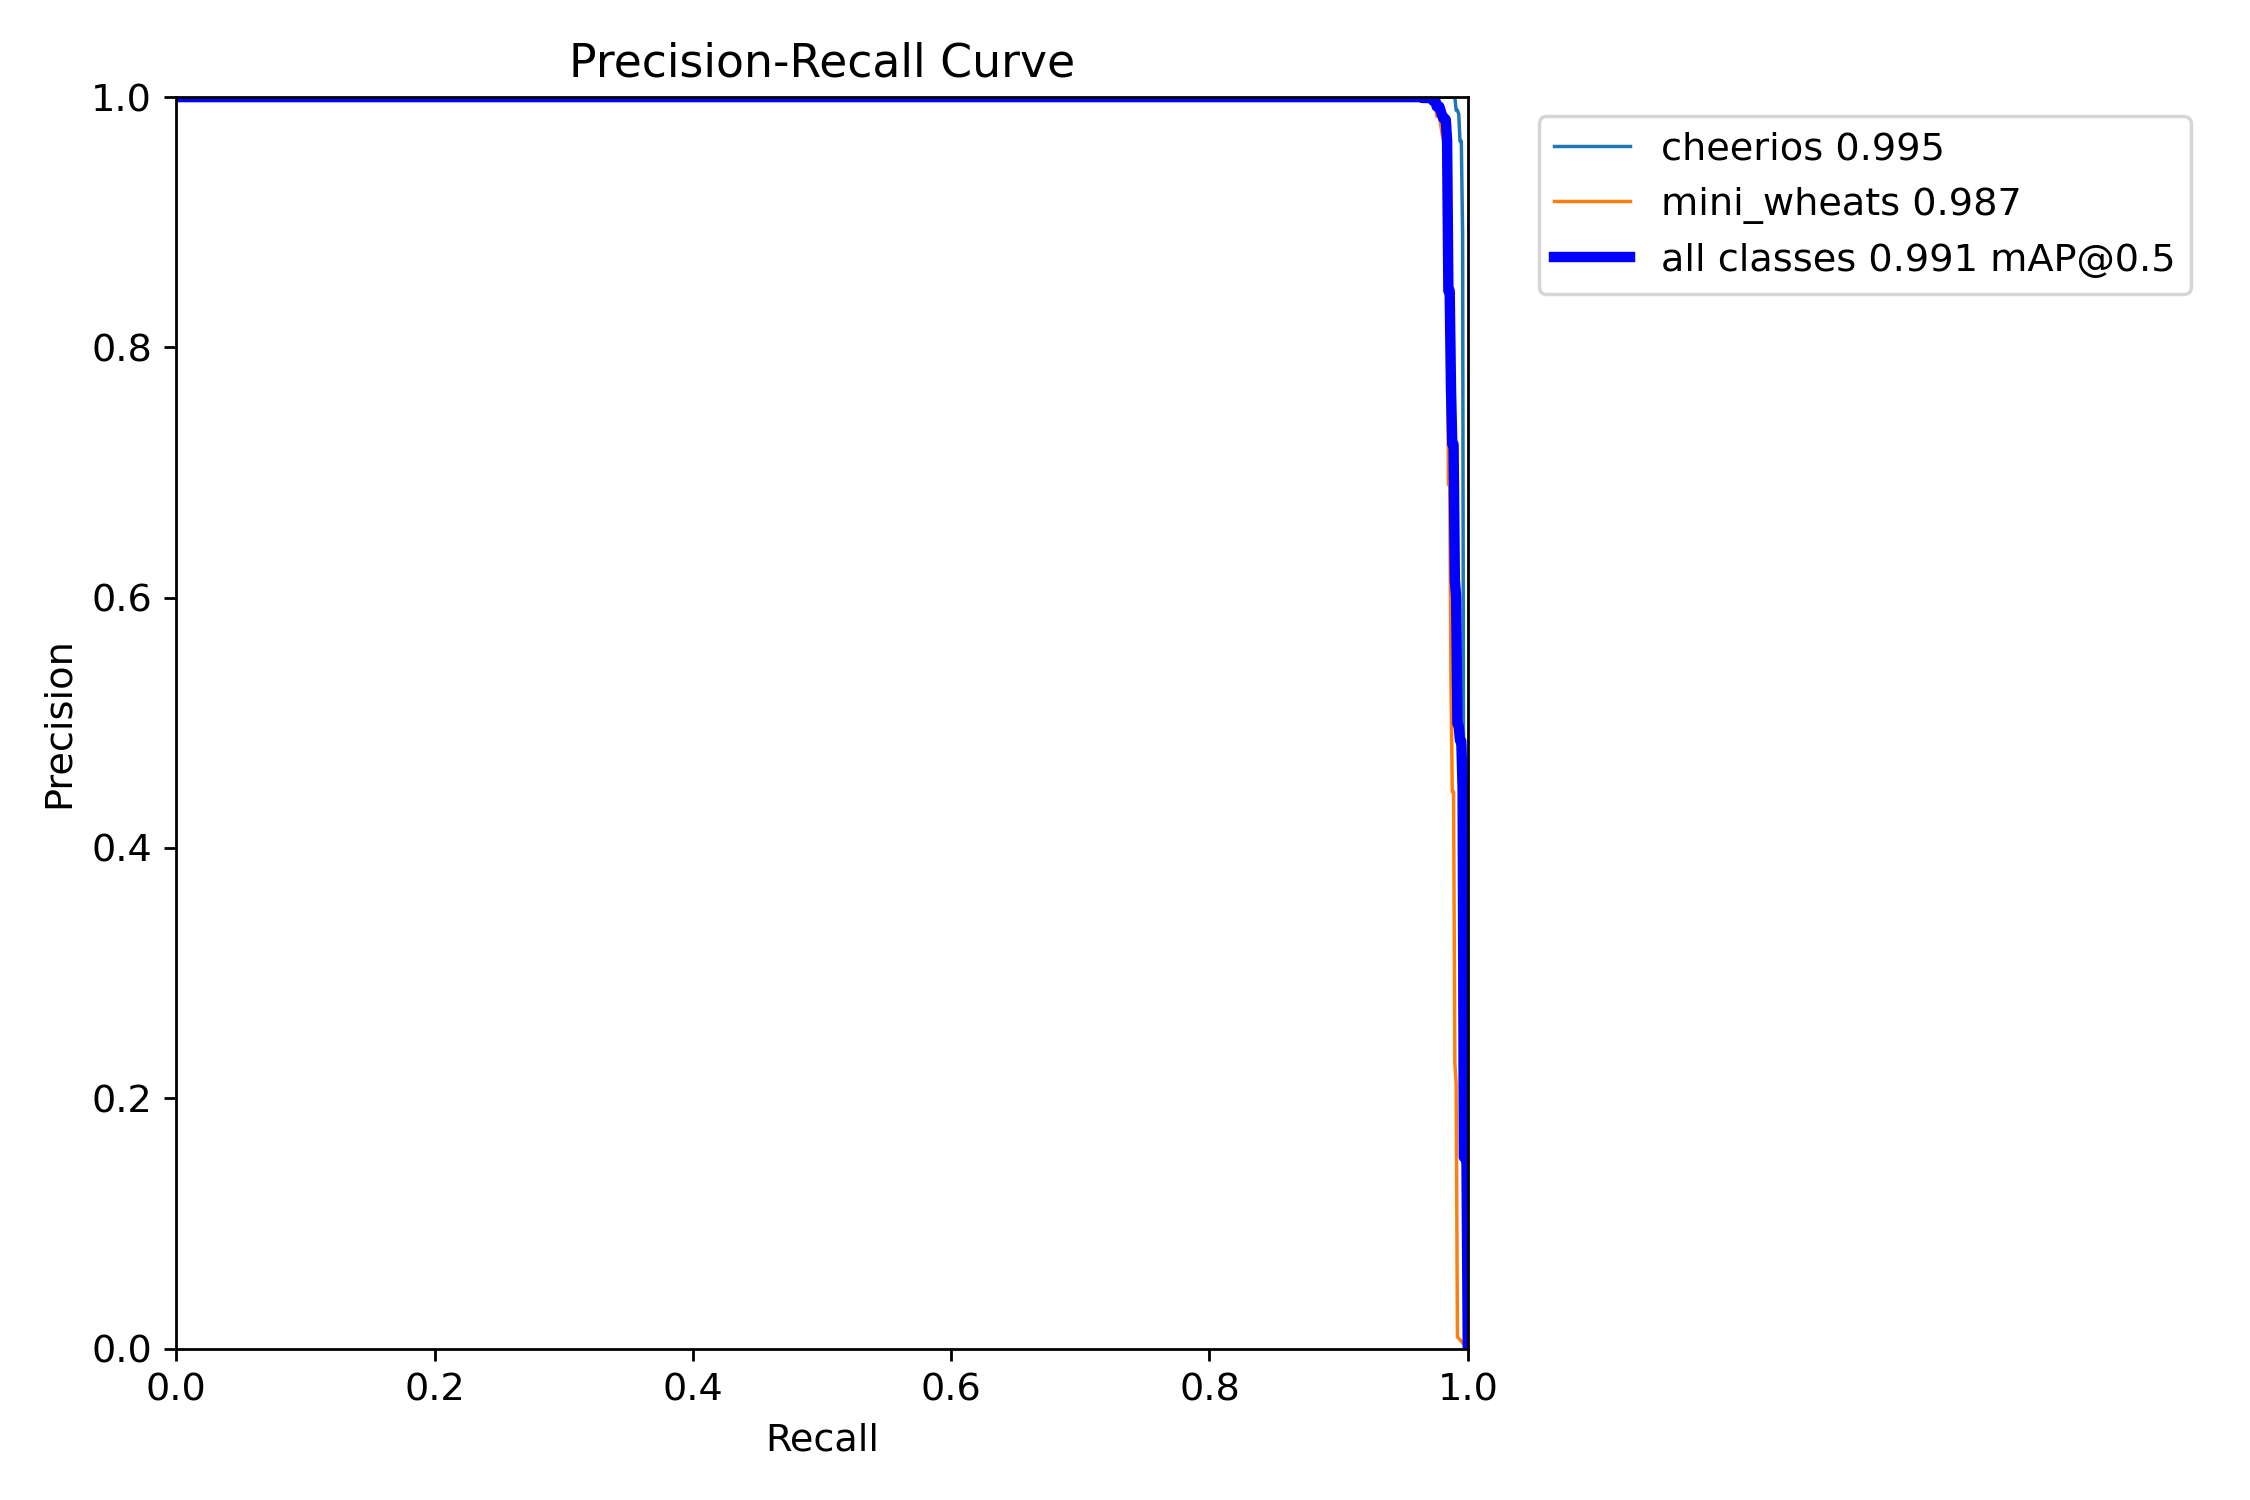 Precision-Recall Curve
1.0
0.8
0.6
0.4
0.2
0.0
Precision
0.0 0.2 0.4 0.6 0.8 1.0
Recall
cheerios 0.995
mini_wheats 0.987
all classes 0.991 mAP@0.5